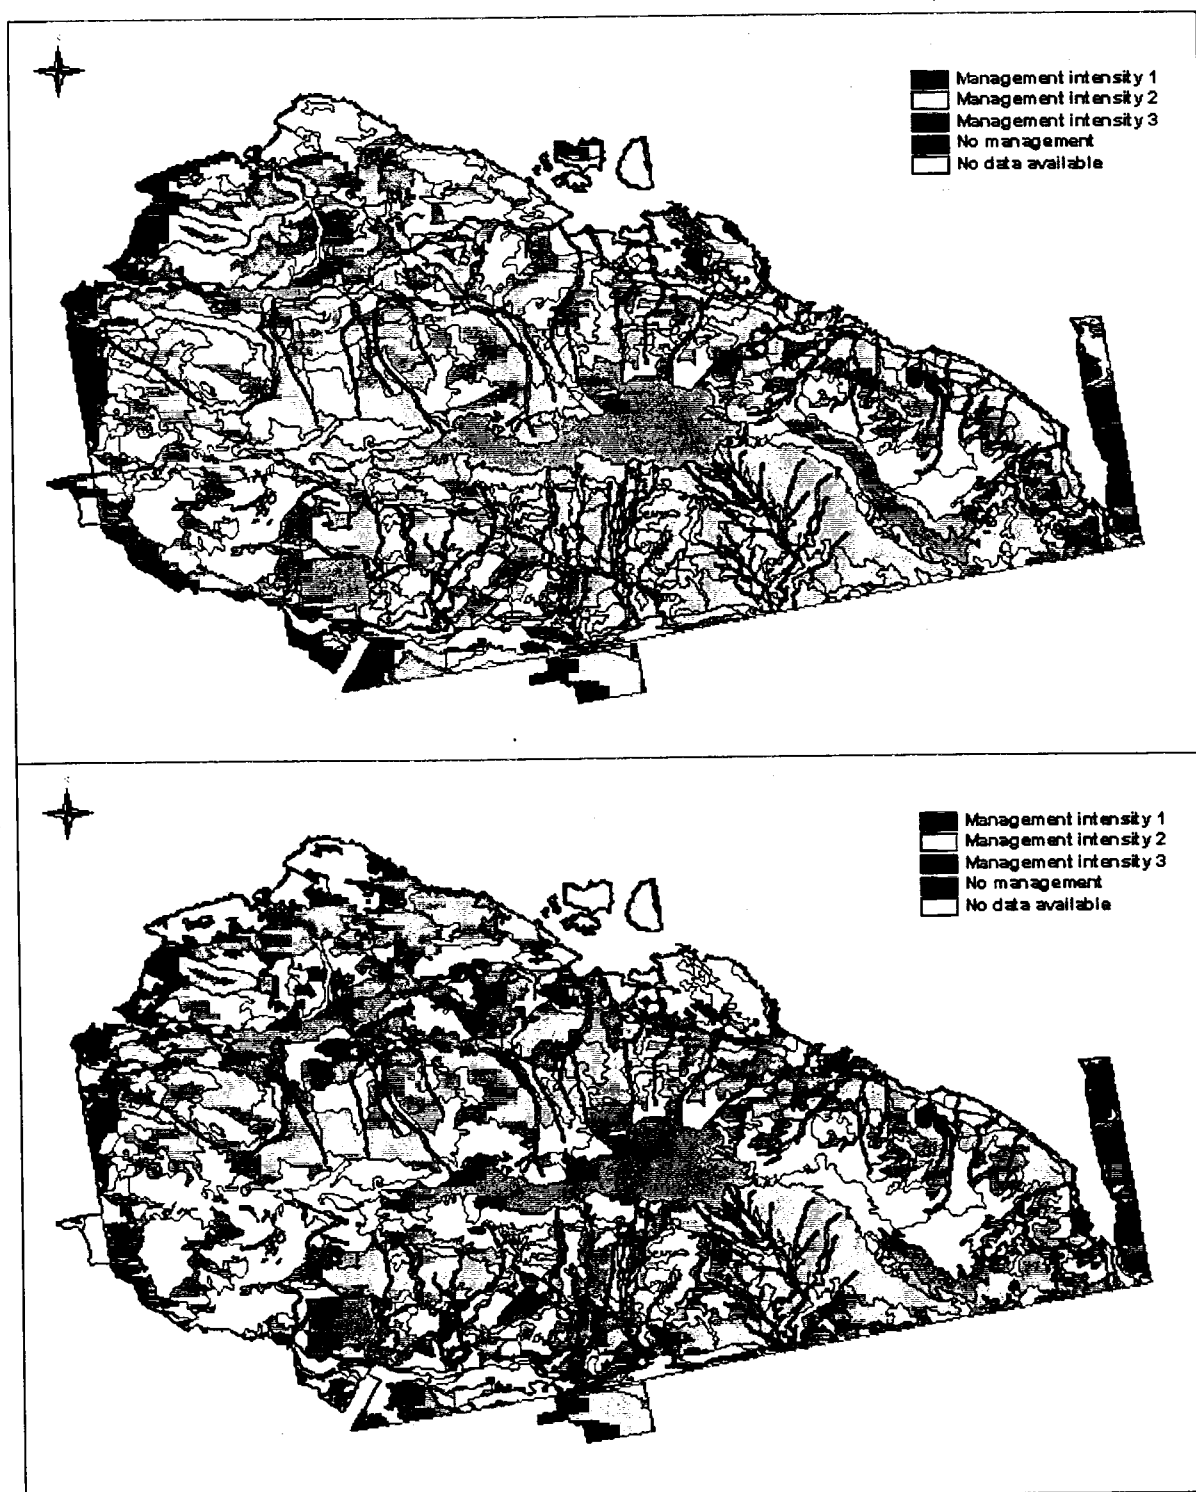 Management intensity 1
Management intensity 2
Management intensity 3
No management
No data available
Management intensity 1
Management intensity 2
Management intensity 3
No management
No data available